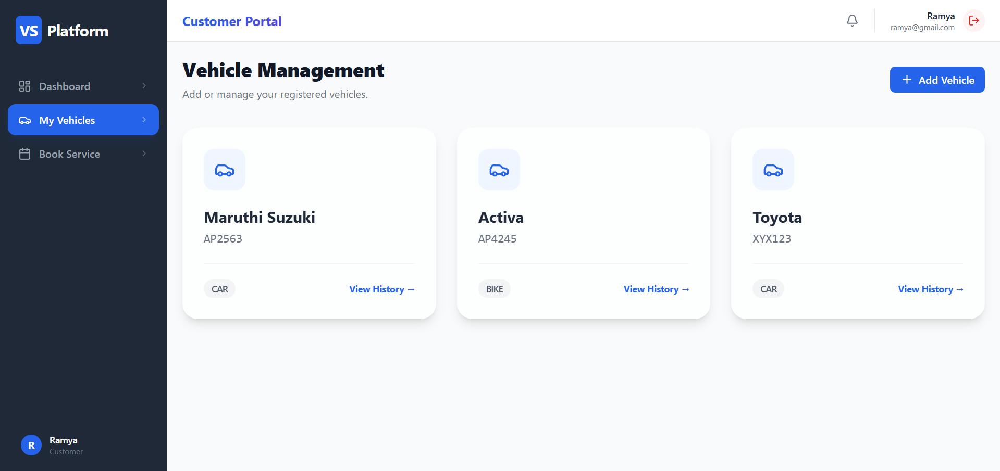 VS Platform
Dashboard
My Vehicles
Book Service
R
Ramya
Customer
Customer Portal
Ramya
ramya@gmail.com
Vehicle Management
Add or manage your registered vehicles.
+ Add Vehicle
Maruthi Suzuki
AP2563
CAR
View History →
Activa
AP4245
BIKE
View History →
Toyota
XYX123
CAR
View History →